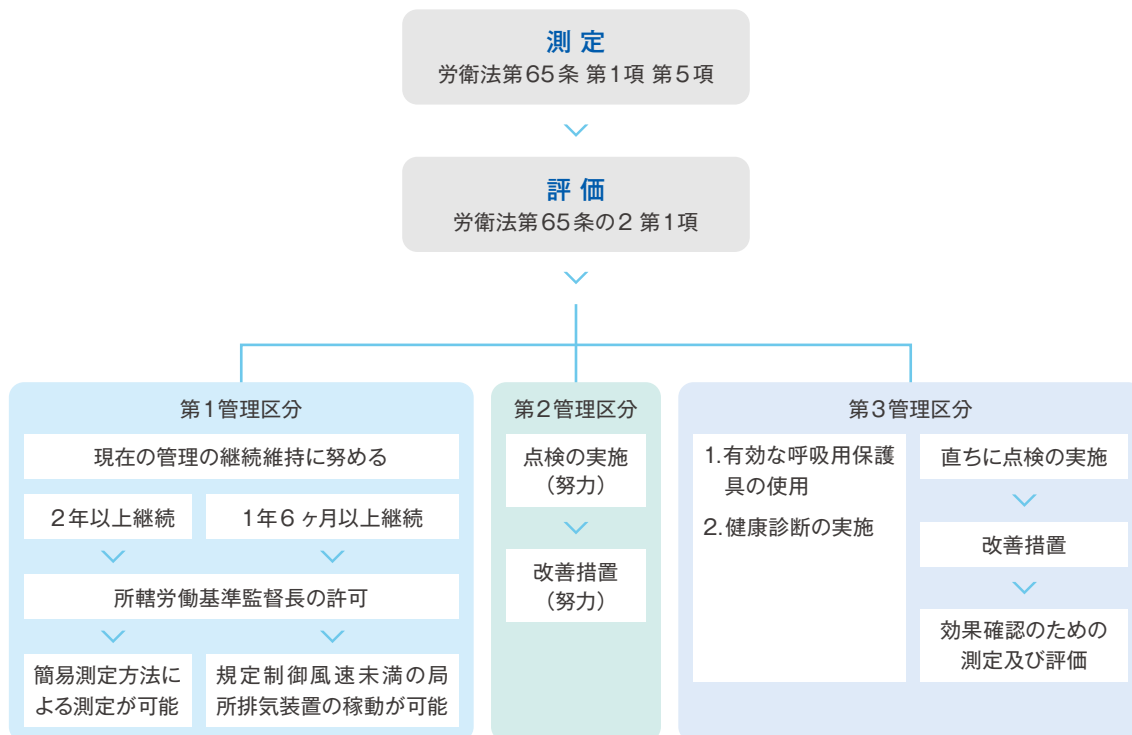 測定
労衛法第65条 第1項 第5項
評価
労衛法第65条の2 第1項
第1管理区分
現在の管理の継続維持に努める
2年以上継続
1年6ヶ月以上継続
所轄労働基準監督長の許可
簡易測定方法に
よる測定が可能
規定制御風速未満の局
所排気装置の稼動が可能
第2管理区分
点検の実施
(努力)
改善措置
(努力)
第3管理区分
1.有効な呼吸用保護
具の使用
2.健康診断の実施
直ちに点検の実施
改善措置
効果確認のための
測定及び評価